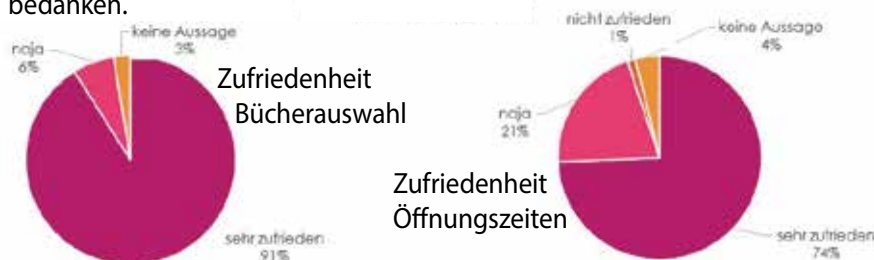 bedanken.
keine Aussage
3%
naja
6%
Zufriedenheit
Bücherauswahl
sehr zufrieden
91%
nicht zufrieden
1%
keine Aussage
4%
naja
21%
Zufriedenheit
Öffnungszeiten
sehr zufrieden
74%